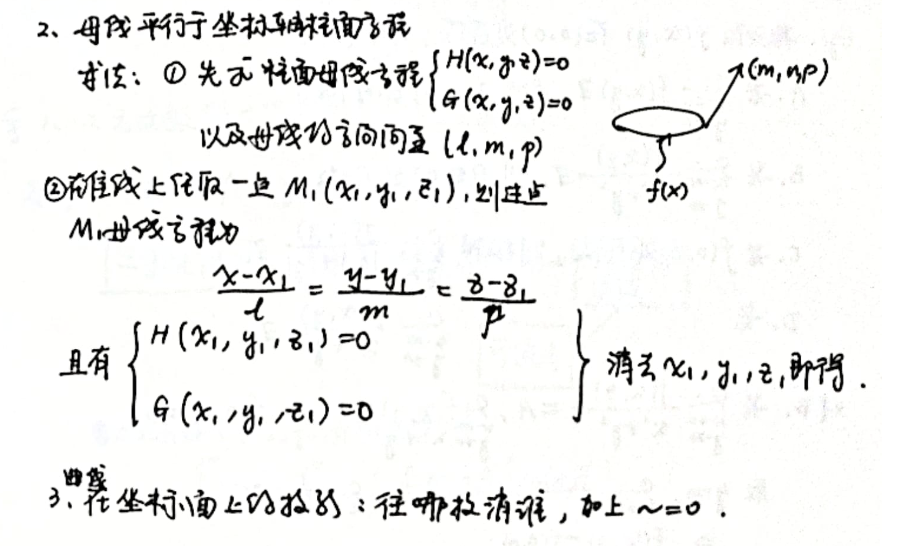 2、母线平行于坐标轴柱面方程
求法：① 先求柱面母线方程 { H(x,y,z)=0
G(x,y,z)=0
以及母线的方向向量 (l,m,p)
(m,n,p)
f(x)
②在准线上任取一点 M₁(x₁,y₁,z₁),则过点
M₁母线方程为
(x-x₁)/l = (y-y₁)/m = (z-z₁)/p
且有 { H(x₁,y₁,z₁)=0
G(x₁,y₁,z₁)=0 } 消去x₁,y₁,z₁即得.
3、曲线在坐标面上的投影：往哪投消谁，加上~=0.